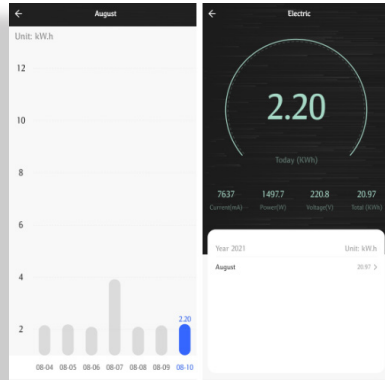 August
Unit: kW.h
12
10
8
6
4
2
2.20
08-04 08-05 08-06 08-07 08-08 08-09 08-10
Electric
2.20
Today (KWh)
7637 1497.7 220.8 20.97
Current(mA) Power(W) Voltage(V) Total (KWh)
Year 2021 Unit: kW.h
August 20.97